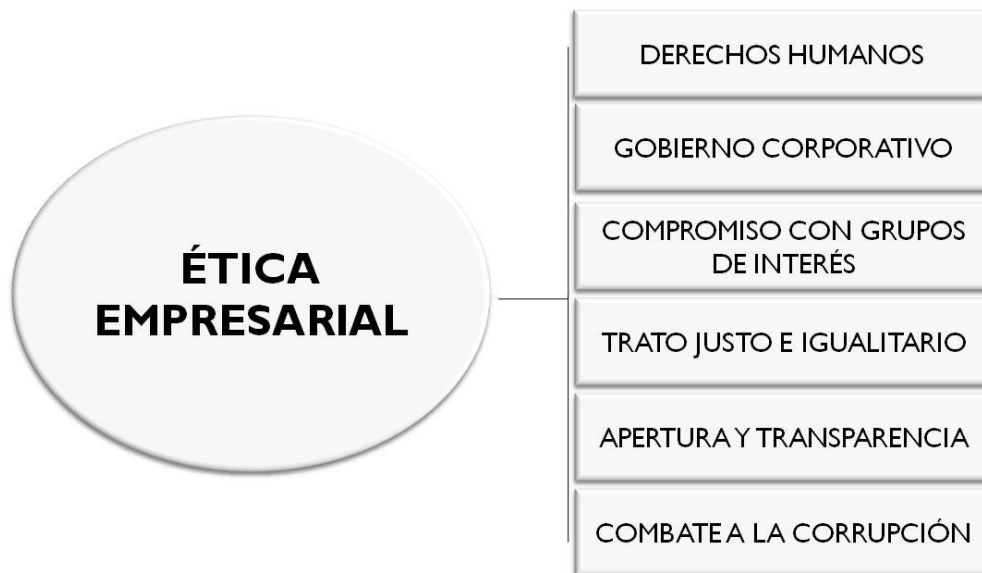 DERECHOS HUMANOS
GOBIERNO CORPORATIVO
COMPROMISO CON GRUPOS
DE INTERÉS
ÉTICA
EMPRESARIAL
TRATO JUSTO E IGUALITARIO
APERTURA Y TRANSPARENCIA
COMBATE A LA CORRUPCIÓN